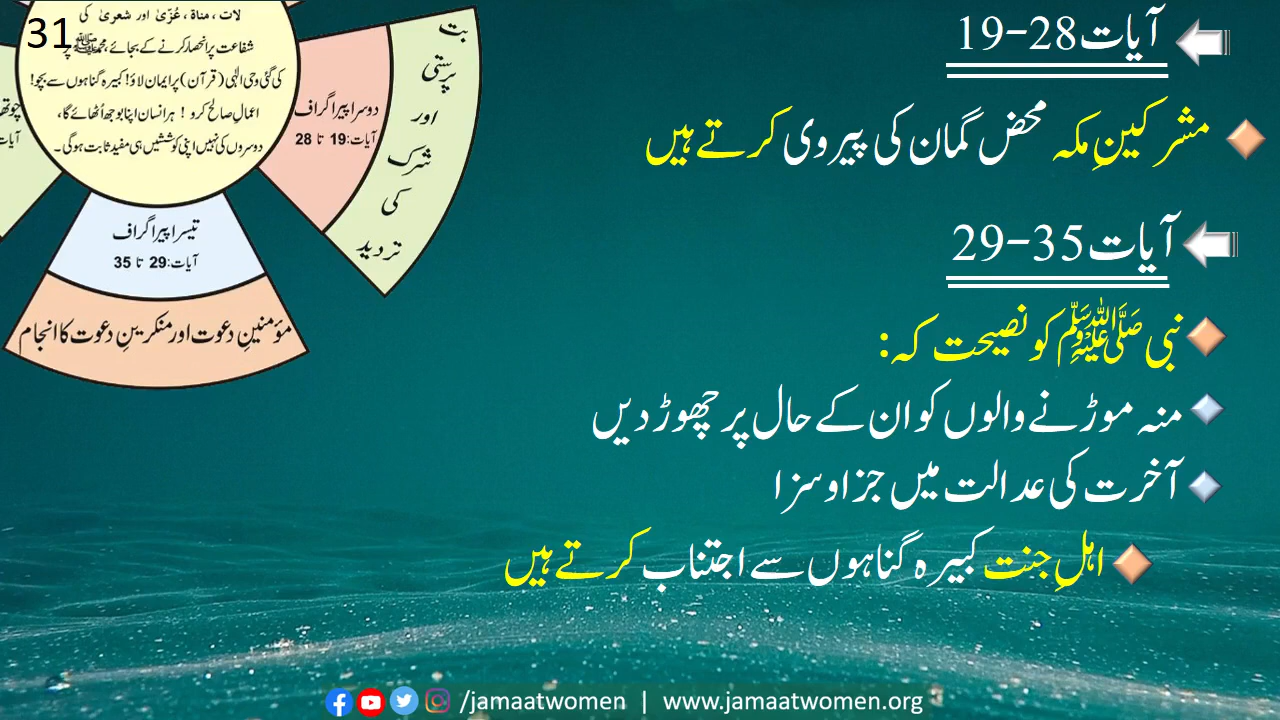 31
لات ، مناۃ ، عُزّیٰ اور شعریٰ کی
شفاعت پر انحصار کرنے کے بجائے، محمد ﷺ پر
کی گئی وحی الٰہی (قرآن) پر ایمان لاؤ! کبیرہ گناہوں سے بچو!
اعمالِ صالح کرو ! ہر انسان اپنا بوجھ اُٹھائے گا،
دوسروں کی نہیں اپنی کوششیں ہی مفید ثابت ہوگی۔
دوسرا پیراگراف
آیات:19 تا 28
بت
پرستی
اور
شرک
کی
تردید
تیسرا پیراگراف
آیات:29 تا 35
مؤمنینِ دعوت اور منکرینِ دعوت کا انجام
آیات 28-19
مشرکینِ مکہ محض گمان کی پیروی کرتے ہیں
آیات 35-29
نبی ﷺ کو نصیحت کہ:
منہ موڑنے والوں کو ان کے حال پر چھوڑ دیں
آخرت کی عدالت میں جزا و سزا
اہلِ جنت کبیرہ گناہوں سے اجتناب کرتے ہیں
/jamaatwomen | www.jamaatwomen.org